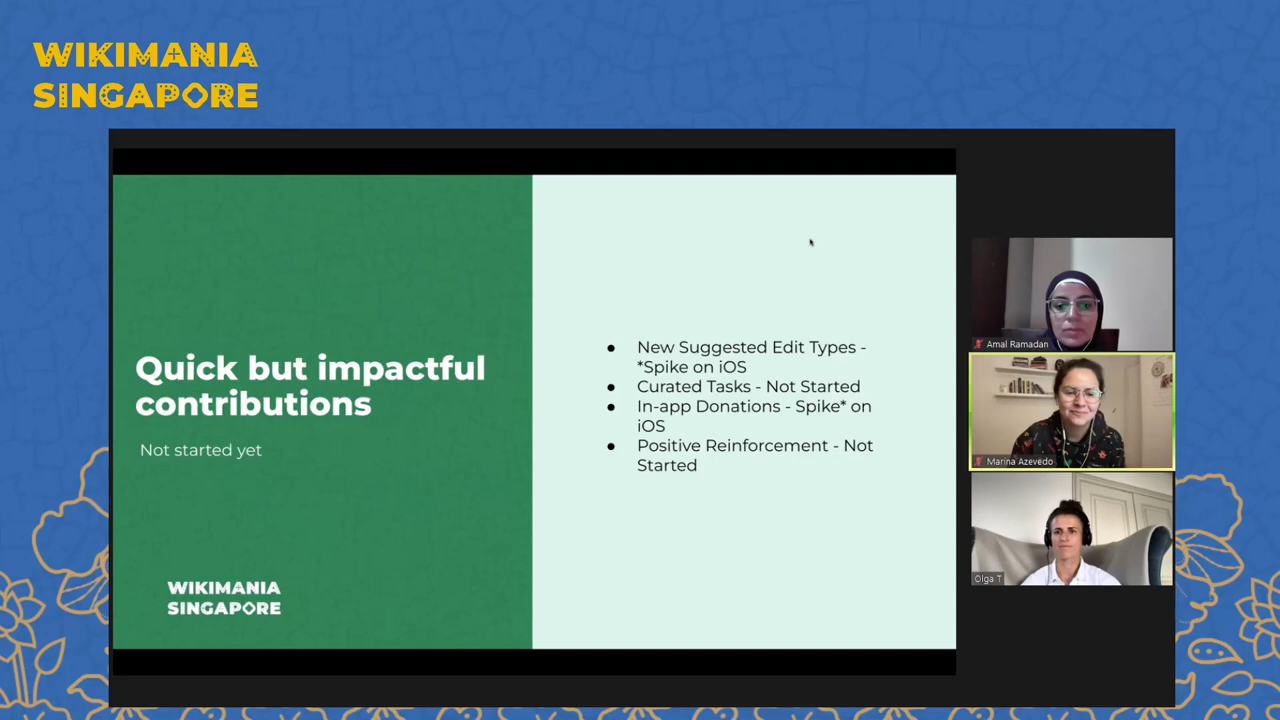 WIKIMANIA
SINGAPORE
Quick but impactful
contributions
Not started yet
WIKIMANIA
SINGAPORE
● New Suggested Edit Types -
*Spike on iOS
● Curated Tasks - Not Started
● In-app Donations - Spike* on
iOS
● Positive Reinforcement - Not
Started
Amal Ramadan
Marina Azevedo
Olga T